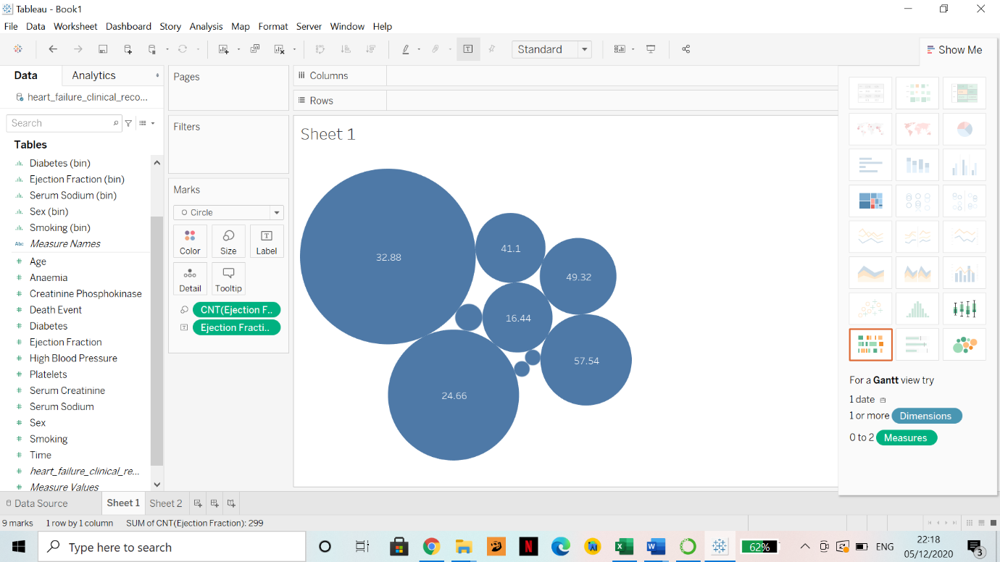 Tableau - Book1
File Data Worksheet Dashboard Story Analysis Map Format Server Window Help
Standard
Show Me
Data Analytics
Pages
Columns
heart_failure_clinical_reco...
Rows
Search
Filters
Sheet 1
Tables
Diabetes (bin)
Ejection Fraction (bin)
Serum Sodium (bin)
Sex (bin)
Smoking (bin)
Abc Measure Names
# Age
# Anaemia
# Creatinine Phosphokinase
# Death Event
# Diabetes
# Ejection Fraction
# High Blood Pressure
# Platelets
# Serum Creatinine
# Serum Sodium
# Sex
# Smoking
# Time
# heart_failure_clinical_re...
# Measure Values
Marks
Circle
Color Size T Label
Detail Tooltip
CNT(Ejection F..
T Ejection Fracti..
32.88
41.1
49.32
16.44
57.54
24.66
For a Gantt view try
1 date
1 or more Dimensions
0 to 2 Measures
Data Source Sheet 1 Sheet 2
9 marks 1 row by 1 column SUM of CNT(Ejection Fraction): 299
Type here to search
N
62%
ENG
22:18
05/12/2020
3